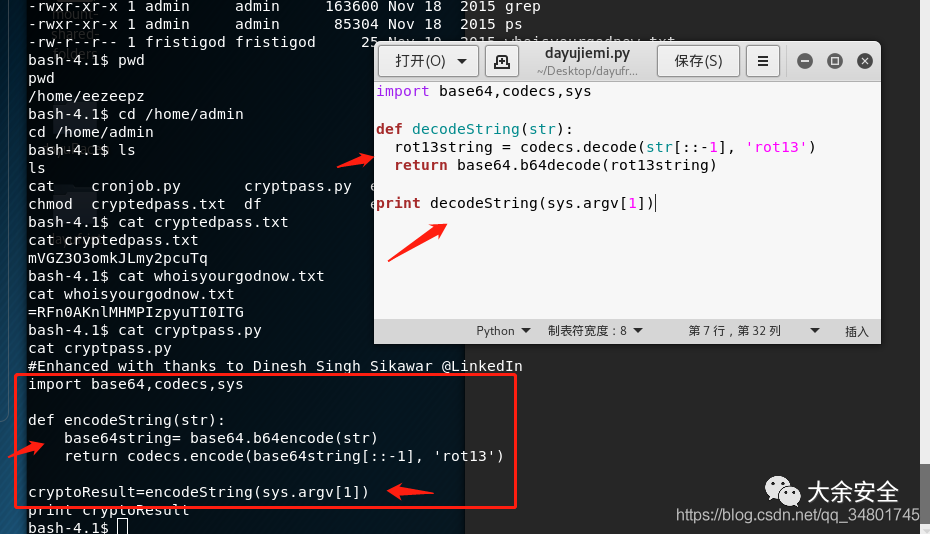 -rwxr-xr-x 1 admin     admin     163600 Nov 18  2015 grep
-rwxr-xr-x 1 admin     admin      85304 Nov 18  2015 ps
-rw-r--r-- 1 fristigod fristigod     25 Nov 18  2015 whoisyourgodnow.txt
bash-4.1$ pwd
pwd
/home/eezeepz
bash-4.1$ cd /home/admin
cd /home/admin
bash-4.1$ ls
ls
cat    cronjob.py       cryptpass.py  e
chmod  cryptedpass.txt  df
bash-4.1$ cat cryptedpass.txt
cat cryptedpass.txt
mVGZ3O3omkJLmy2pcuTq
bash-4.1$ cat whoisyourgodnow.txt
cat whoisyourgodnow.txt
=RFn0AKnlMHMPIzpyuTI0ITG
bash-4.1$ cat cryptpass.py
cat cryptpass.py
#Enhanced with thanks to Dinesh Singh Sikawar @LinkedIn
import base64,codecs,sys

def encodeString(str):
    base64string= base64.b64encode(str)
    return codecs.encode(base64string[::-1], 'rot13')

cryptoResult=encodeString(sys.argv[1])
print cryptoResult
bash-4.1$
打开(O)
dayujiemi.py
~/Desktop/dayufr...
保存(S)
import base64,codecs,sys

def decodeString(str):
  rot13string = codecs.decode(str[::-1], 'rot13')
  return base64.b64decode(rot13string)

print decodeString(sys.argv[1])
Python 制表符宽度：8 第 7 行，第 32 列 插入
大余安全
https://blog.csdn.net/qq_34801745